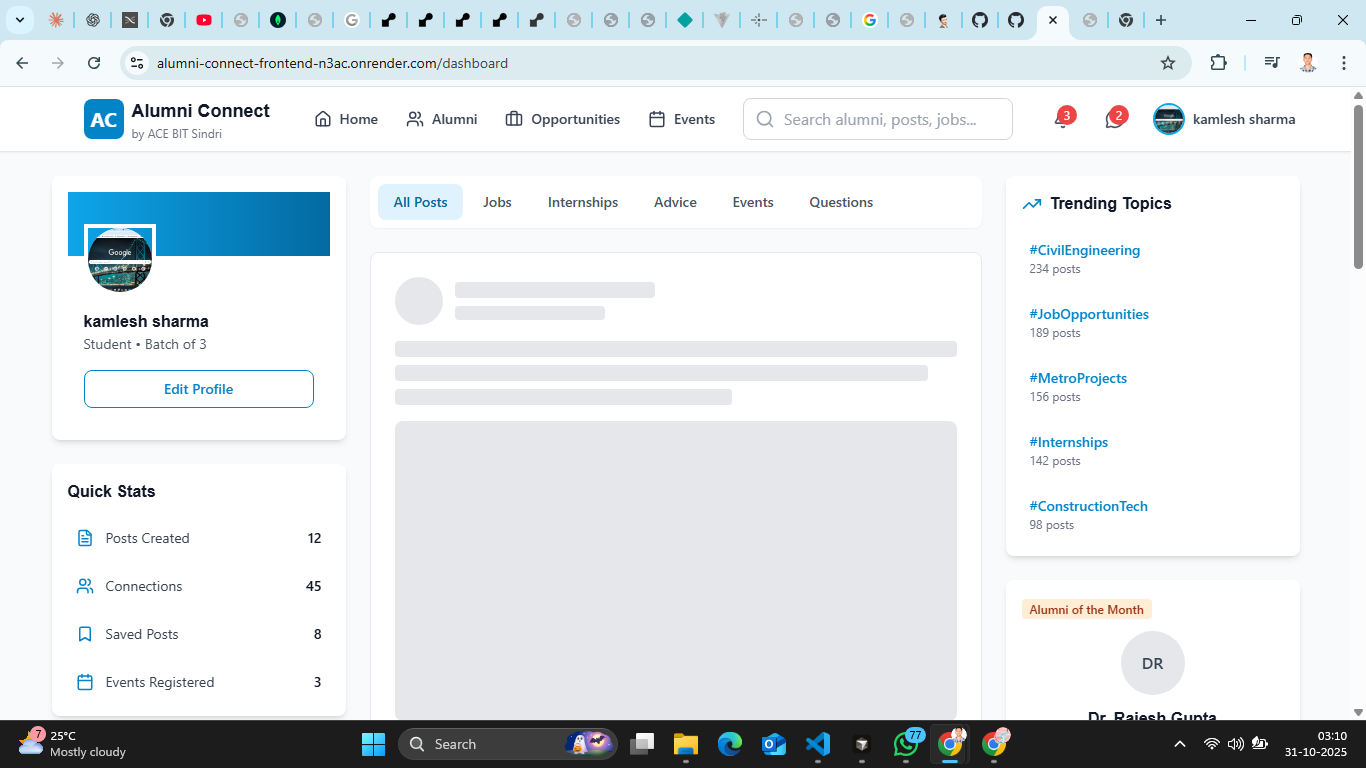 alumni-connect-frontend-n3ac.onrender.com/dashboard
AC
Alumni Connect
by ACE BIT Sindri
Home
Alumni
Opportunities
Events
Search alumni, posts, jobs...
3
2
kamlesh sharma
Google
kamlesh sharma
Student • Batch of 3
Edit Profile
Quick Stats
Posts Created 12
Connections 45
Saved Posts 8
Events Registered 3
All Posts
Jobs
Internships
Advice
Events
Questions
Trending Topics
#CivilEngineering
234 posts
#JobOpportunities
189 posts
#MetroProjects
156 posts
#Internships
142 posts
#ConstructionTech
98 posts
Alumni of the Month
DR
Dr. Rajesh Gupta
7
25°C
Mostly cloudy
Search
77
03:10
31-10-2025